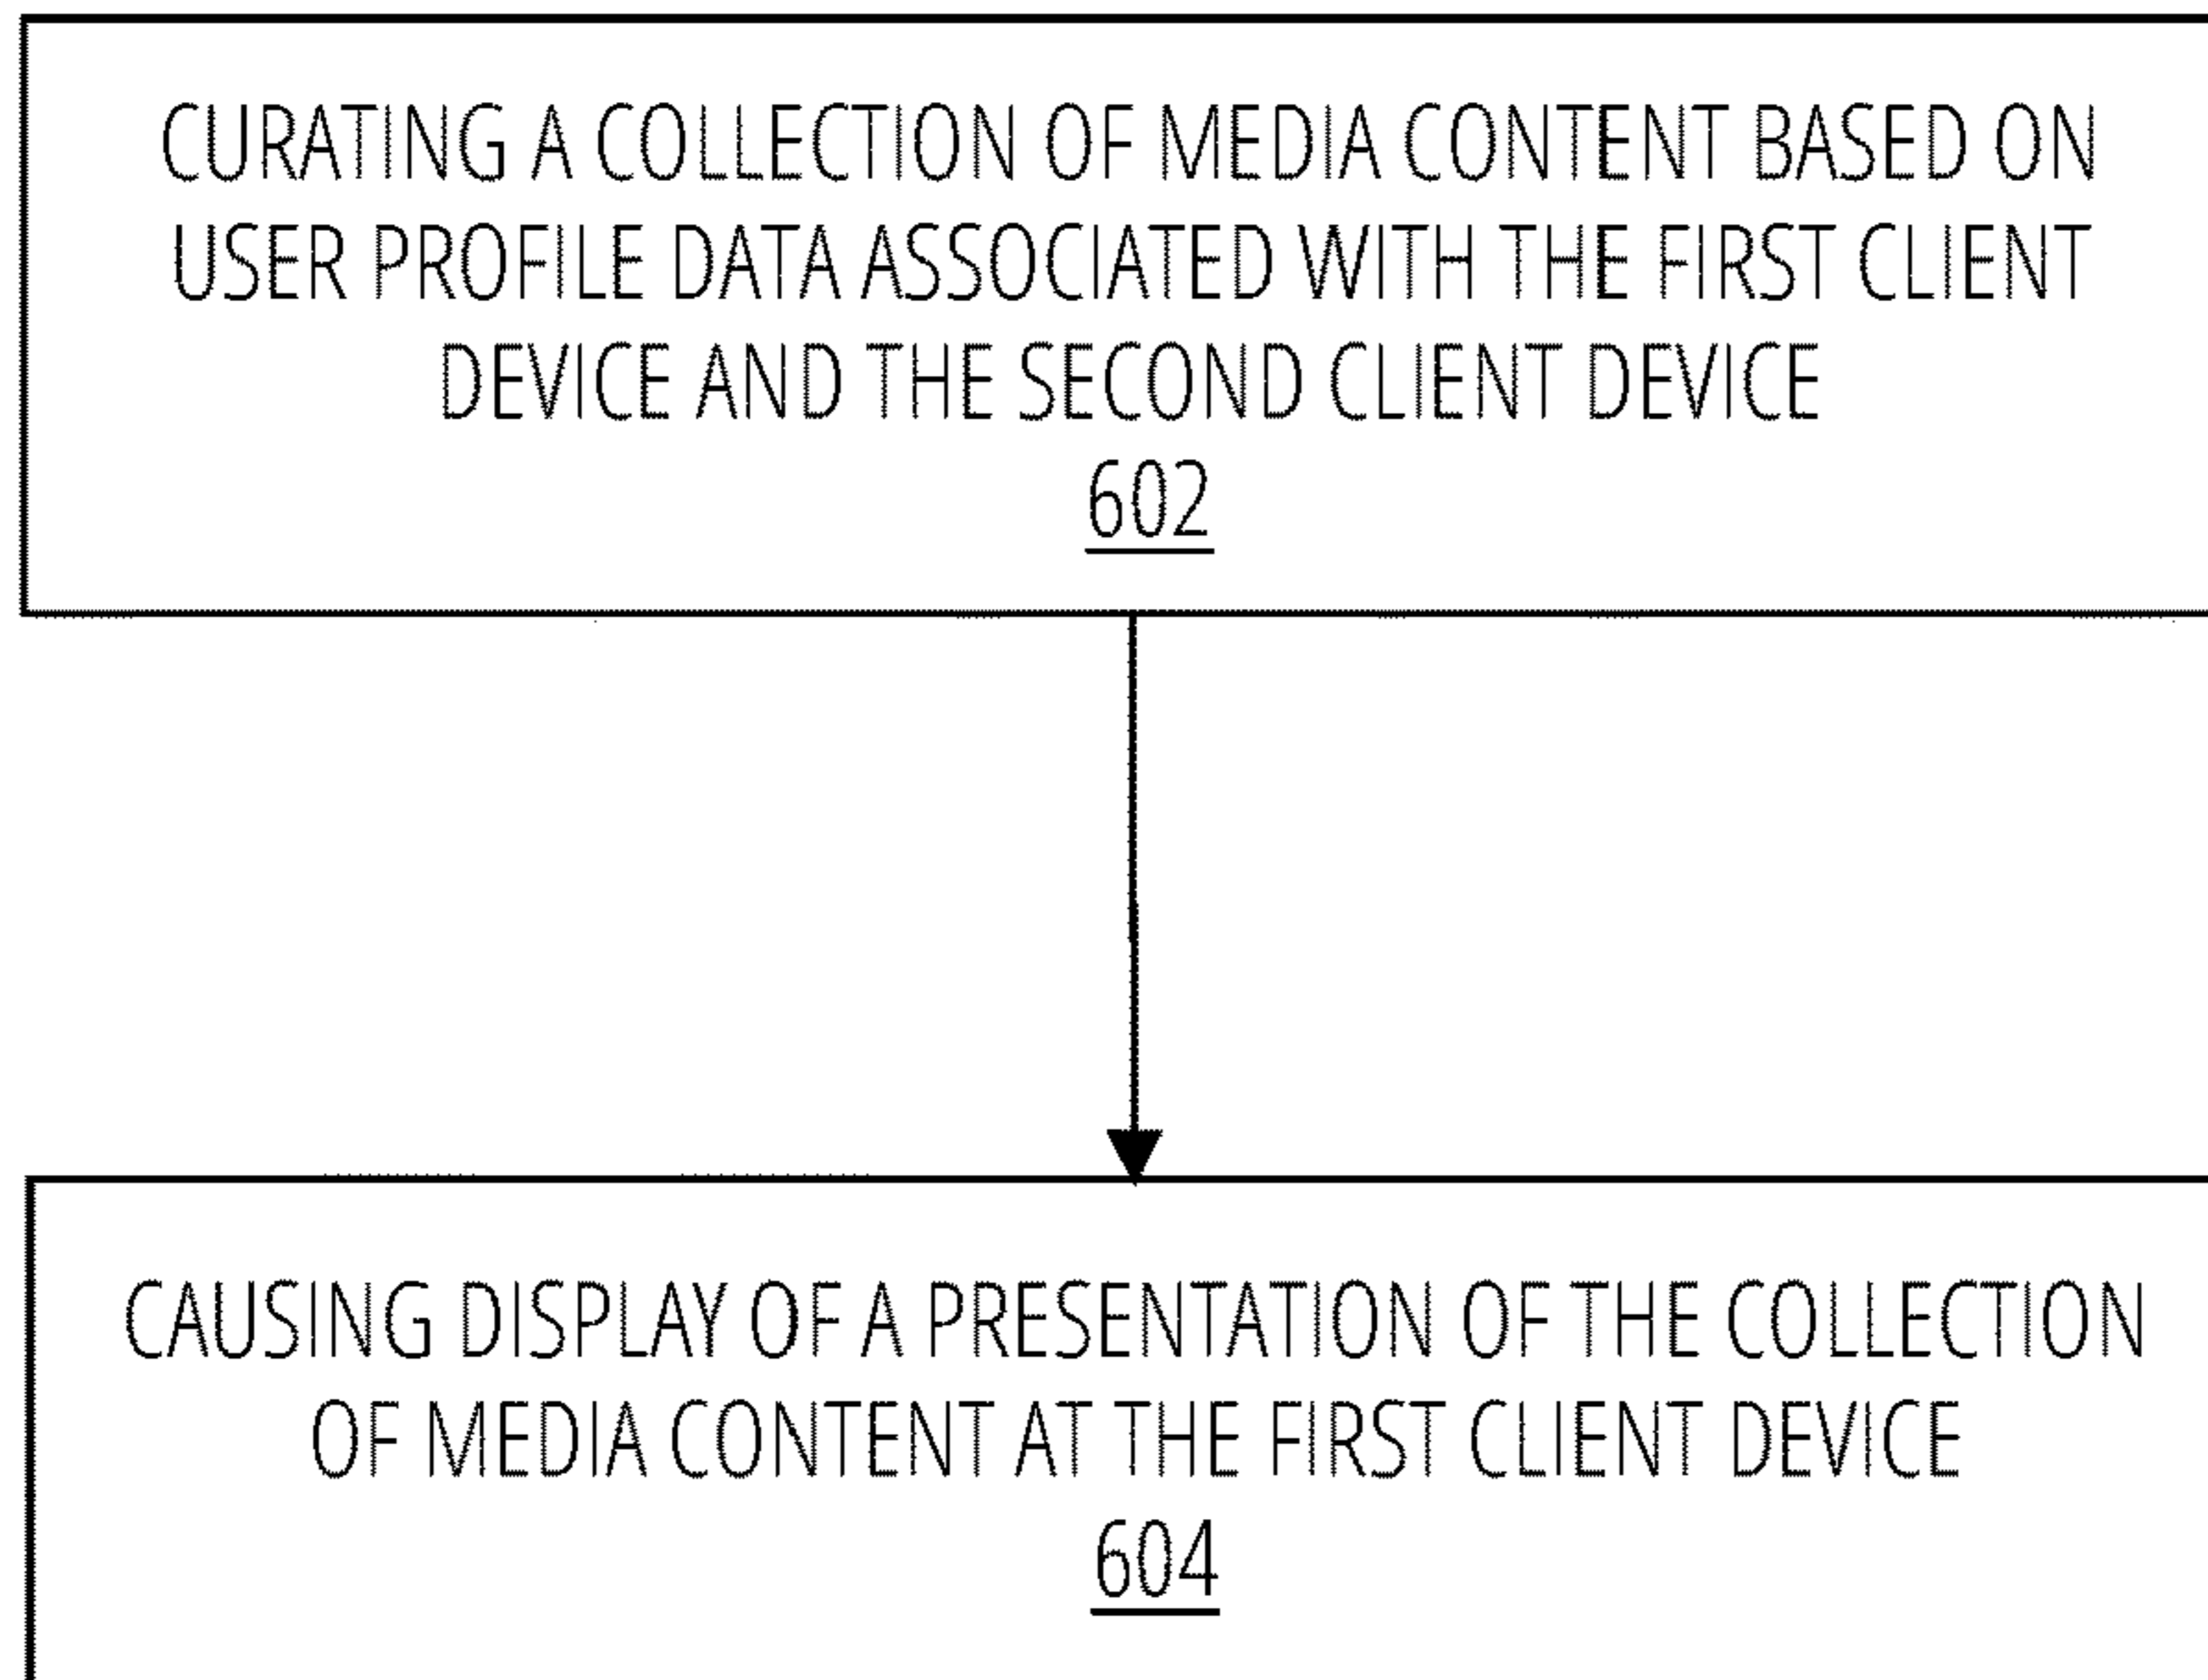 CURATING A COLLECTION OF MEDIA CONTENT BASED ON
USER PROFILE DATA ASSOCIATED WITH THE FIRST CLIENT
DEVICE AND THE SECOND CLIENT DEVICE
602
CAUSING DISPLAY OF A PRESENTATION OF THE COLLECTION
OF MEDIA CONTENT AT THE FIRST CLIENT DEVICE
604